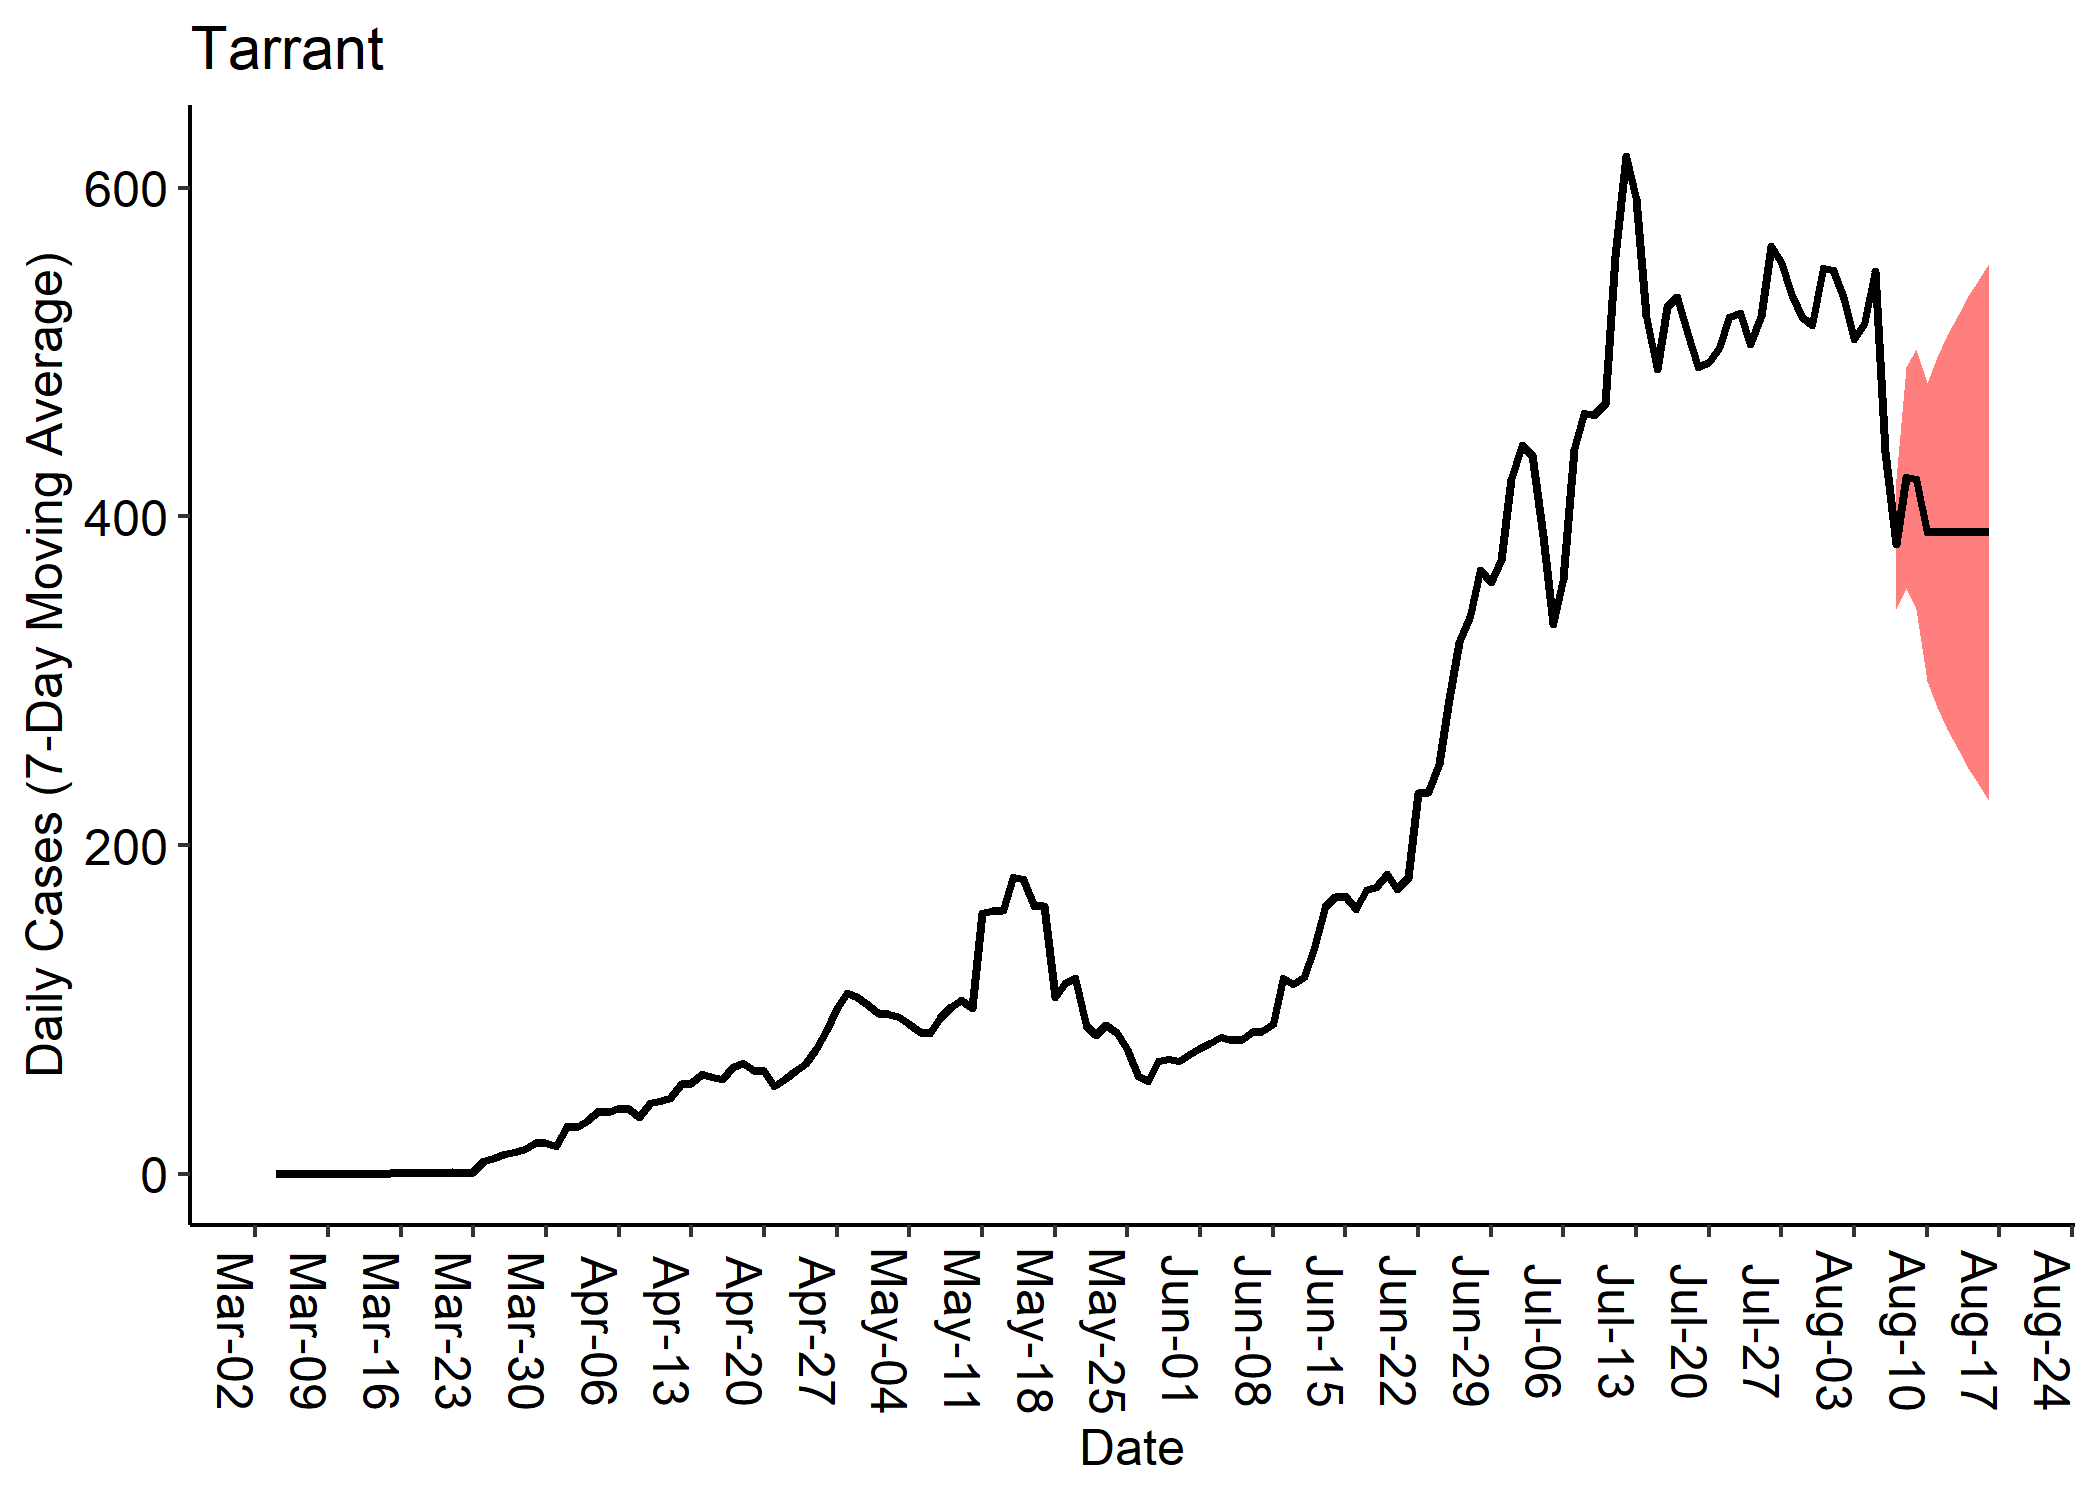 Tarrant
Daily Cases (7-Day Moving Average)
600
400
200
0
Mar-02
Mar-09
Mar-16
Mar-23
Mar-30
Apr-06
Apr-13
Apr-20
Apr-27
May-04
May-11
May-18
May-25
Jun-01
Jun-08
Jun-15
Jun-22
Jun-29
Jul-06
Jul-13
Jul-20
Jul-27
Aug-03
Aug-10
Aug-17
Aug-24
Date